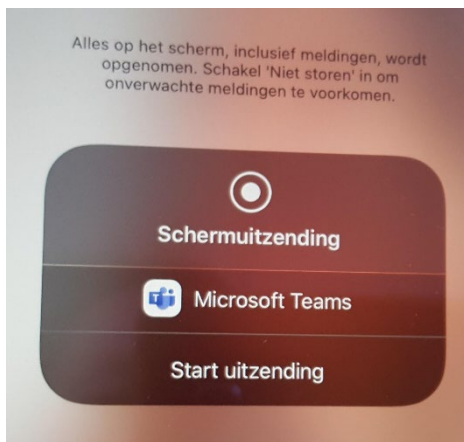 Alles op het scherm, inclusief meldingen, wordt
opgenomen. Schakel 'Niet storen' in om
onverwachte meldingen te voorkomen.
Schermuitzending
Microsoft Teams
Start uitzending